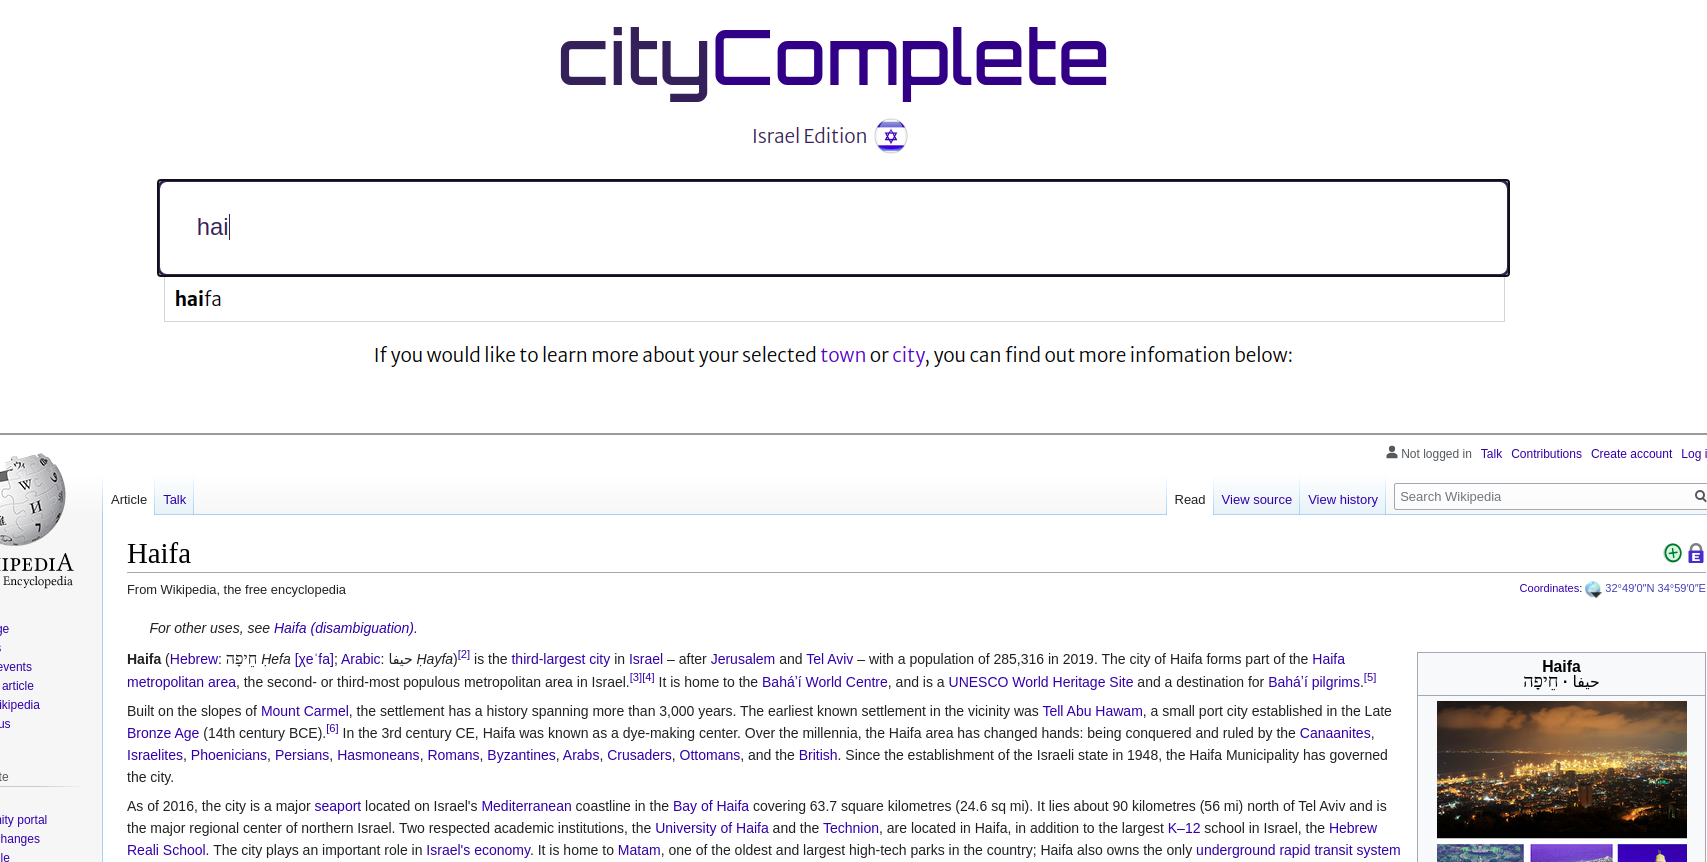 cityComplete
Israel Edition
hai
haifa
If you would like to learn more about your selected town or city, you can find out more infomation below:
Not logged in Talk Contributions Create account Log i
Article Talk Read View source View history Search Wikipedia
IPEDIA
Encyclopedia
Haifa
From Wikipedia, the free encyclopedia
Coordinates: 32°49′0″N 34°59′0″E
For other uses, see Haifa (disambiguation).
Haifa (Hebrew: חֵיפָה Ḥefa [χeˈfa]; Arabic: حيفا Ḥayfa)[2] is the third-largest city in Israel – after Jerusalem and Tel Aviv – with a population of 285,316 in 2019. The city of Haifa forms part of the Haifa
metropolitan area, the second- or third-most populous metropolitan area in Israel.[3][4] It is home to the Baháʼí World Centre, and is a UNESCO World Heritage Site and a destination for Baháʼí pilgrims.[5]
Built on the slopes of Mount Carmel, the settlement has a history spanning more than 3,000 years. The earliest known settlement in the vicinity was Tell Abu Hawam, a small port city established in the Late
Bronze Age (14th century BCE).[6] In the 3rd century CE, Haifa was known as a dye-making center. Over the millennia, the Haifa area has changed hands: being conquered and ruled by the Canaanites,
Israelites, Phoenicians, Persians, Hasmoneans, Romans, Byzantines, Arabs, Crusaders, Ottomans, and the British. Since the establishment of the Israeli state in 1948, the Haifa Municipality has governed
the city.
As of 2016, the city is a major seaport located on Israel's Mediterranean coastline in the Bay of Haifa covering 63.7 square kilometres (24.6 sq mi). It lies about 90 kilometres (56 mi) north of Tel Aviv and is
the major regional center of northern Israel. Two respected academic institutions, the University of Haifa and the Technion, are located in Haifa, in addition to the largest K–12 school in Israel, the Hebrew
Reali School. The city plays an important role in Israel's economy. It is home to Matam, one of the oldest and largest high-tech parks in the country; Haifa also owns the only underground rapid transit system
Haifa
חֵיפָה · حيفا
ge
s
events
article
ikipedia
us
te
ity portal
hanges
le